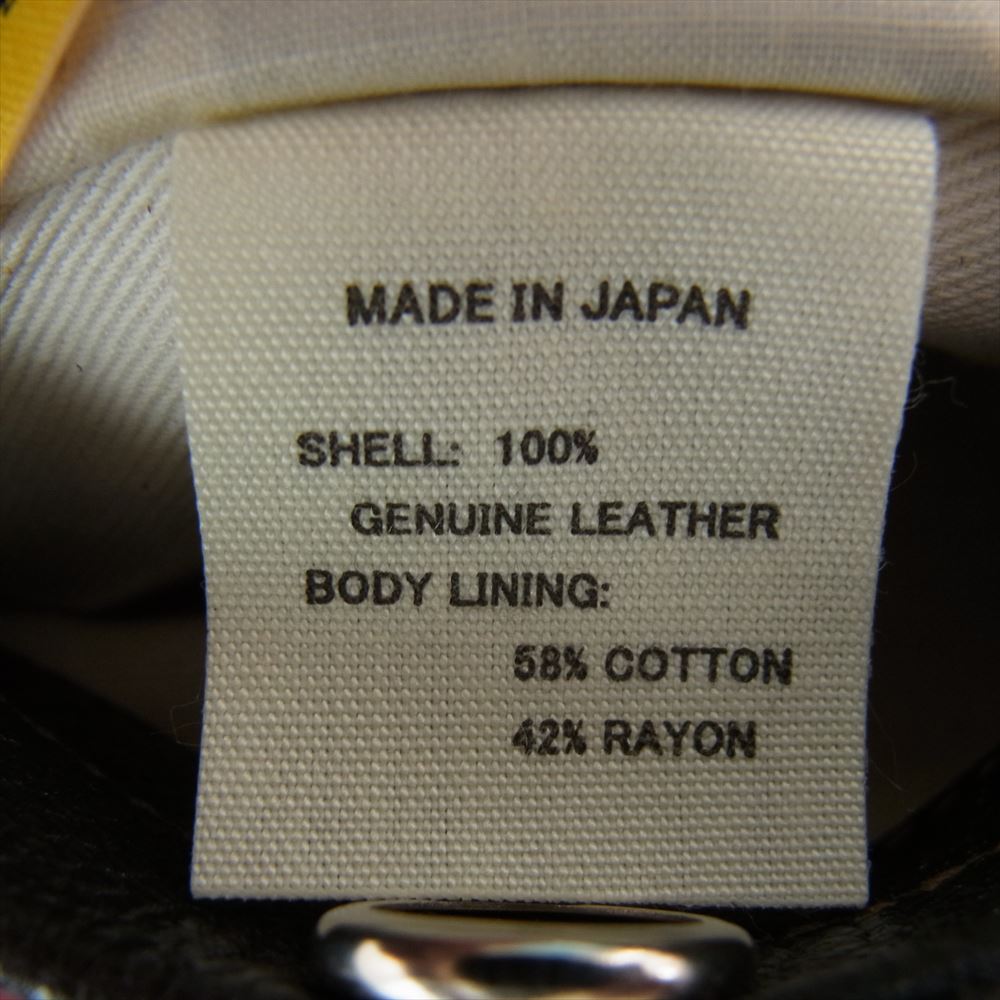 MADE IN JAPAN
SHELL: 100%
GENUINE LEATHER
BODY LINING:
58% COTTON
42% RAYON